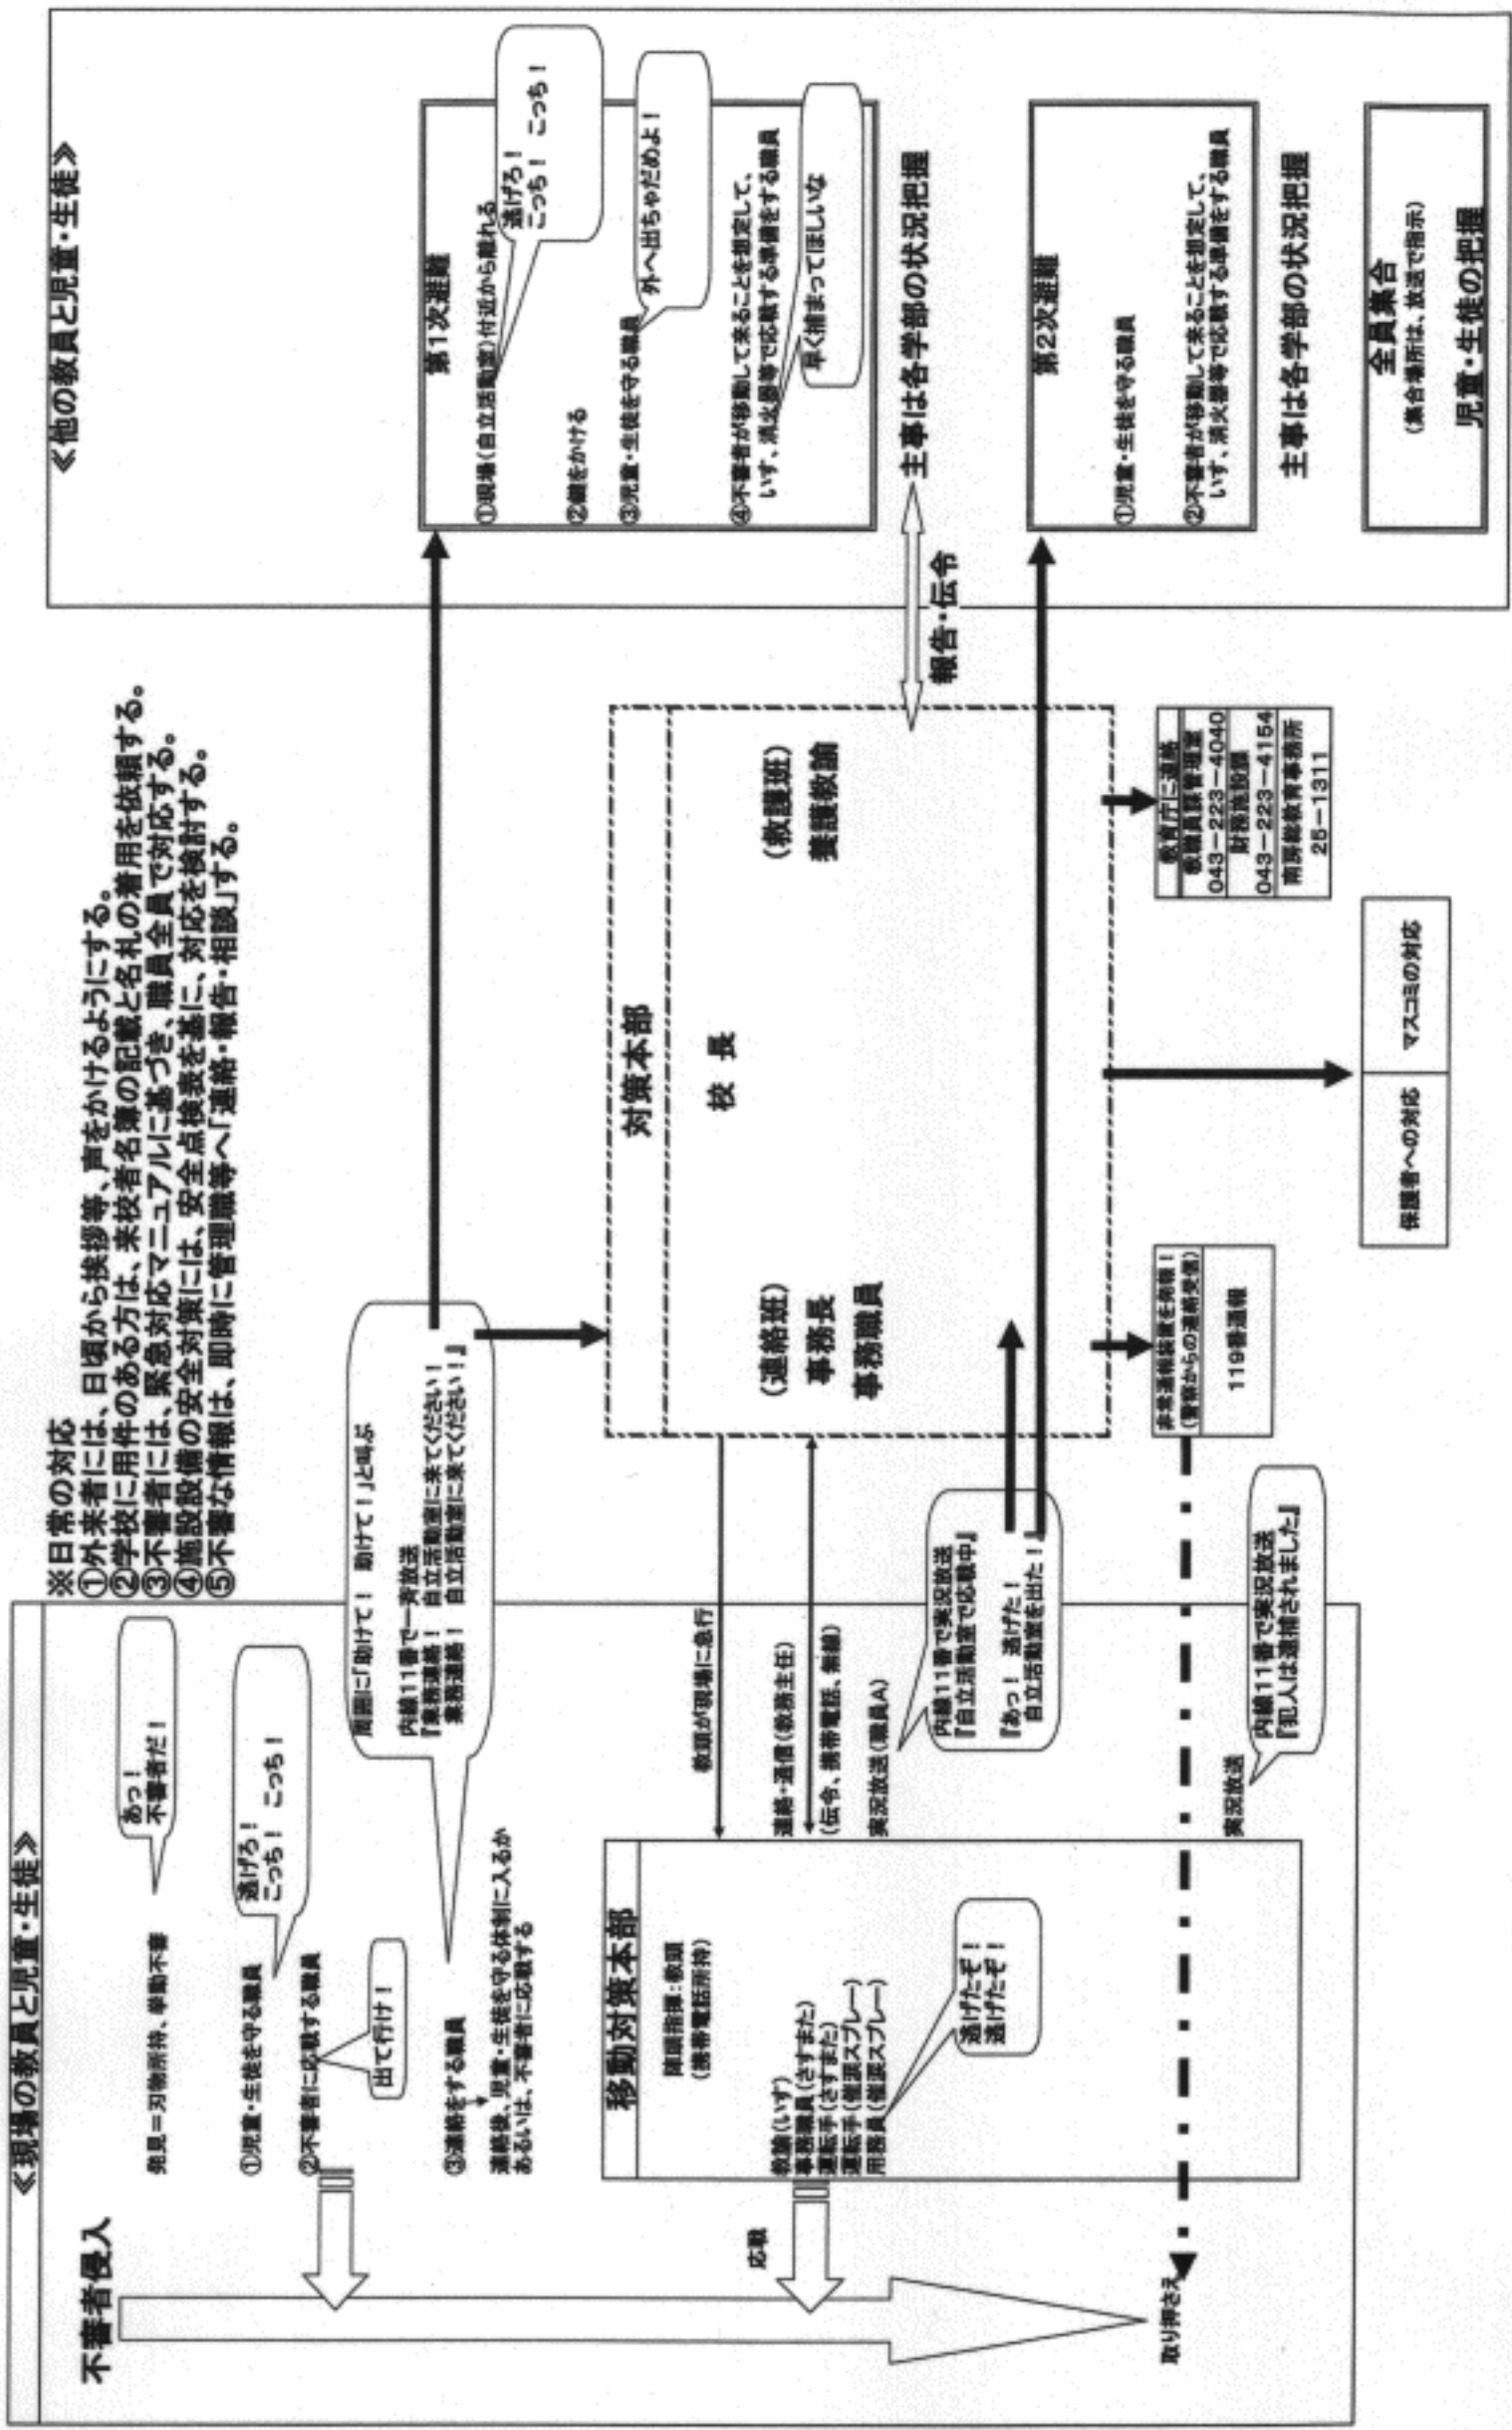 ≪現場の教員と児童・生徒≫
不審者侵入
発見=刃物所持、挙動不審
あっ!
不審者だ!
①児童・生徒を守る職員
逃げろ!
こっち! こっち!
②不審者に応戦する職員
出て行け!
③連絡をする職員
連絡後、児童・生徒を守る体制に入るか
あるいは、不審者に応戦する
周囲に「助けて! 助けて!」と叫ぶ
内線11番で一斉放送
『業務連絡! 自立活動室に来てください!
業務連絡! 自立活動室に来てください!』
移動対策本部
陣頭指揮:教頭
(携帯電話所持)
教諭(いす)
事務職員(さすまた)
運転手(さすまた)
運転手(催涙スプレー)
用務員(催涙スプレー)
逃げたぞ!
逃げたぞ!
応戦
取り押さえ
教頭が現場に急行
連絡・通信(教務主任)
(伝令、携帯電話、無線)
実況放送(職員A)
内線11番で実況放送
『自立活動室で応戦中』
『あっ! 逃げた!
自立活動室を出た!』
実況放送
内線11番で実況放送
『犯人は逮捕されました』
※日常の対応
①外来者には、日頃から挨拶等、声をかけるようにする。
②学校に用件のある方は、来校者名簿の記載と名札の着用を依頼する。
③不審者には、緊急対応マニュアルに基づき、職員全員で対応する。
④施設設備の安全対策には、安全点検表を基に、対応を検討する。
⑤不審な情報は、即時に管理職等へ「連絡・報告・相談」する。
対策本部
校 長
(連絡班)
事務長
事務職員
(救護班)
養護教諭
非常通報装置を発報!
(警察からの連絡受信)
119番通報
教育庁に連絡
教職員課管理室
043-223-4040
財務施設課
043-223-4154
南房総教育事務所
25-1311
保護者への対応
マスコミの対応
報告・伝令
≪他の教員と児童・生徒≫
第1次避難
①現場(自立活動室)付近から離れる
逃げろ!
こっち! こっち!
②鍵をかける
③児童・生徒を守る職員
外へ出ちゃだめよ!
④不審者が移動して来ることを想定して、
いす、消火器等で応戦する準備をする職員
早く捕まってほしいな
主事は各学部の状況把握
第2次避難
①児童・生徒を守る職員
②不審者が移動して来ることを想定して、
いす、消火器等で応戦する準備をする職員
主事は各学部の状況把握
全員集合
(集合場所は、放送で指示)
児童・生徒の把握